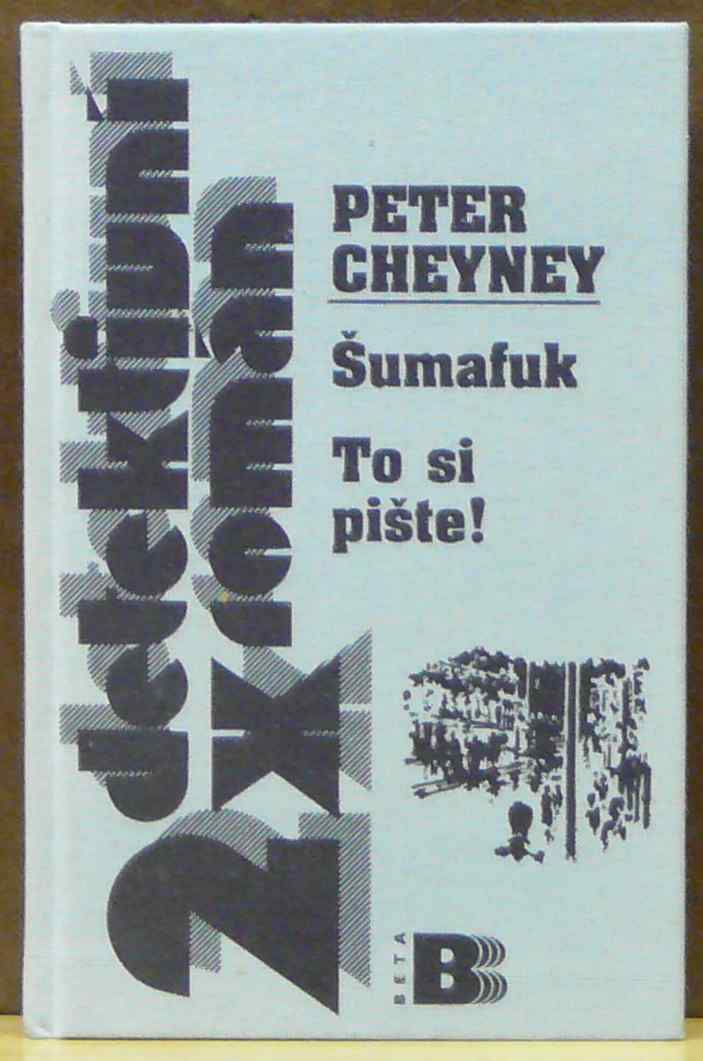 2x detektivní
román
PETER
CHEYNEY
Šumafuk
To si
pište!
BETA
B